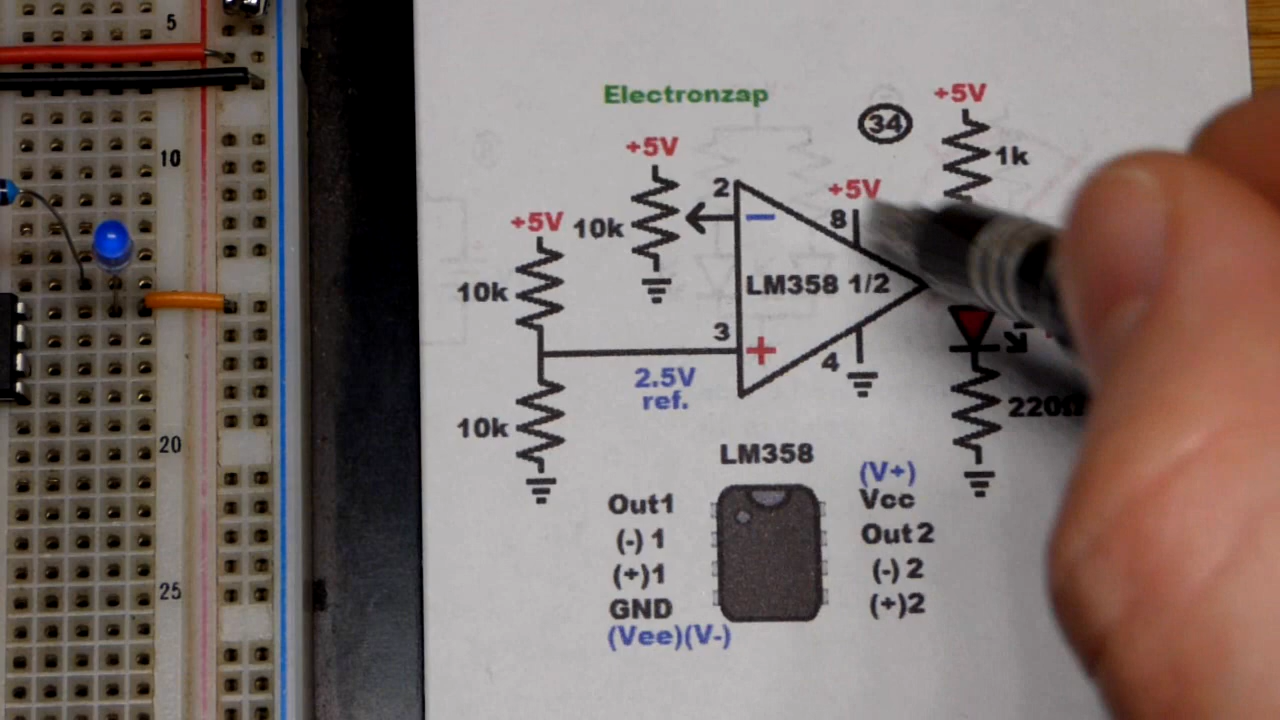 5
10
20
25
Electronzap
34
+5V
1k
+5V
2
+5V
8
+5V
10k
−
10k
LM358 1/2
3
+
2.5V
ref.
4
10k
220Ω
LM358
Out1
(-) 1
(+)1
GND
(Vee)(V-)
(V+)
Vcc
Out 2
(-) 2
(+)2